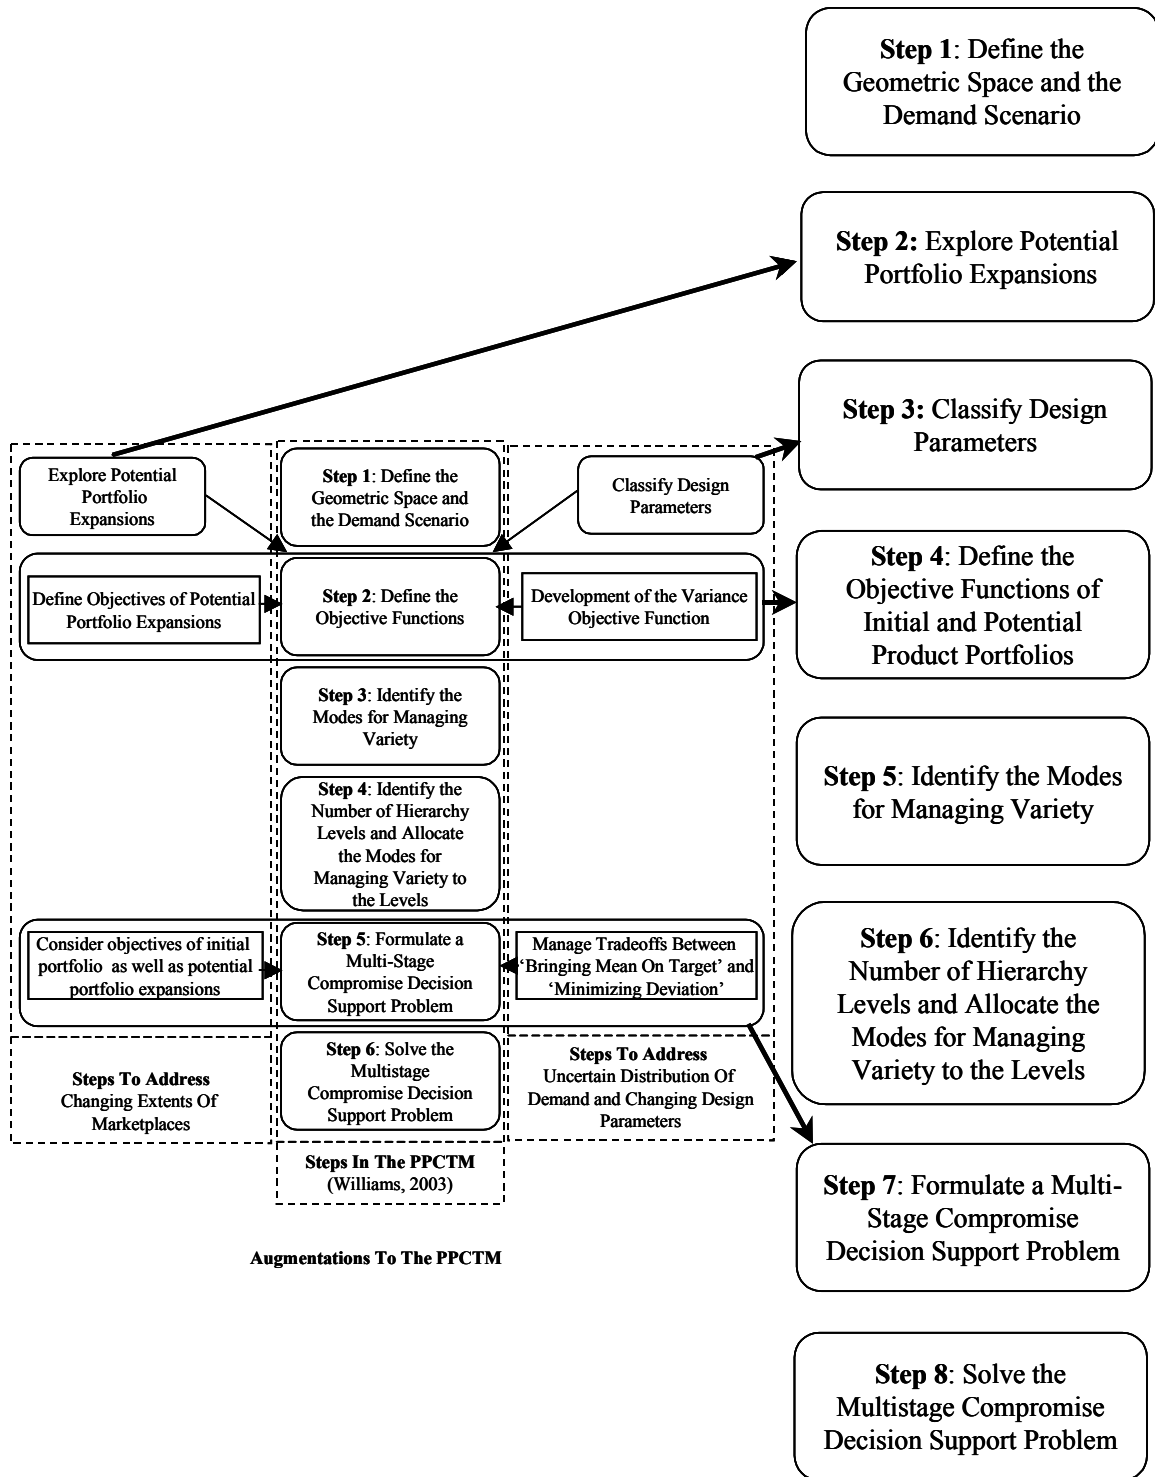 Step 1: Define the
Geometric Space and the
Demand Scenario
Step 2: Explore Potential
Portfolio Expansions
Step 3: Classify Design
Parameters
Step 4: Define the
Objective Functions of
Initial and Potential
Product Portfolios
Step 5: Identify the Modes
for Managing Variety
Step 6: Identify the
Number of Hierarchy
Levels and Allocate the
Modes for Managing
Variety to the Levels
Step 7: Formulate a Multi-
Stage Compromise
Decision Support Problem
Step 8: Solve the
Multistage Compromise
Decision Support Problem
Explore Potential
Portfolio
Expansions
Define Objectives of Potential
Portfolio Expansions
Consider objectives of initial
portfolio as well as potential
portfolio expansions
Steps To Address
Changing Extents Of
Marketplaces
Step 1: Define the
Geometric Space and
the Demand Scenario
Step 2: Define the
Objective Functions
Step 3: Identify the
Modes for Managing
Variety
Step 4: Identify the
Number of Hierarchy
Levels and Allocate
the Modes for
Managing Variety to
the Levels
Step 5: Formulate a
Multi-Stage
Compromise Decision
Support Problem
Step 6: Solve the
Multistage
Compromise Decision
Support Problem
Steps In The PPCTM
(Williams, 2003)
Classify Design
Parameters
Development of the Variance
Objective Function
Manage Tradeoffs Between
‘Bringing Mean On Target’ and
‘Minimizing Deviation’
Steps To Address
Uncertain Distribution Of
Demand and Changing Design
Parameters
Augmentations To The PPCTM